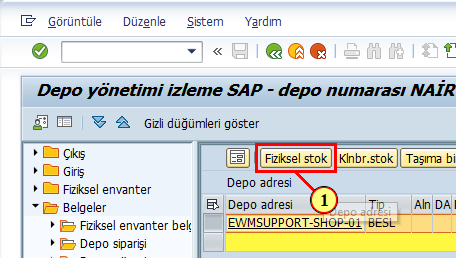 Görüntüle Düzenle Sistem Yardım
Depo yönetimi izleme SAP - depo numarası NAİR
Gizli düğümleri göster
Çıkış
Giriş
Fiziksel envanter
Belgeler
Fiziksel envanter belg
Depo siparişi
Fiziksel stok Klnbr.stok Taşıma bi
Depo adresi
Depo adresi Tip Aln DA
1
Depo adresi
EWMSUPPORT-SHOP-01 BESL